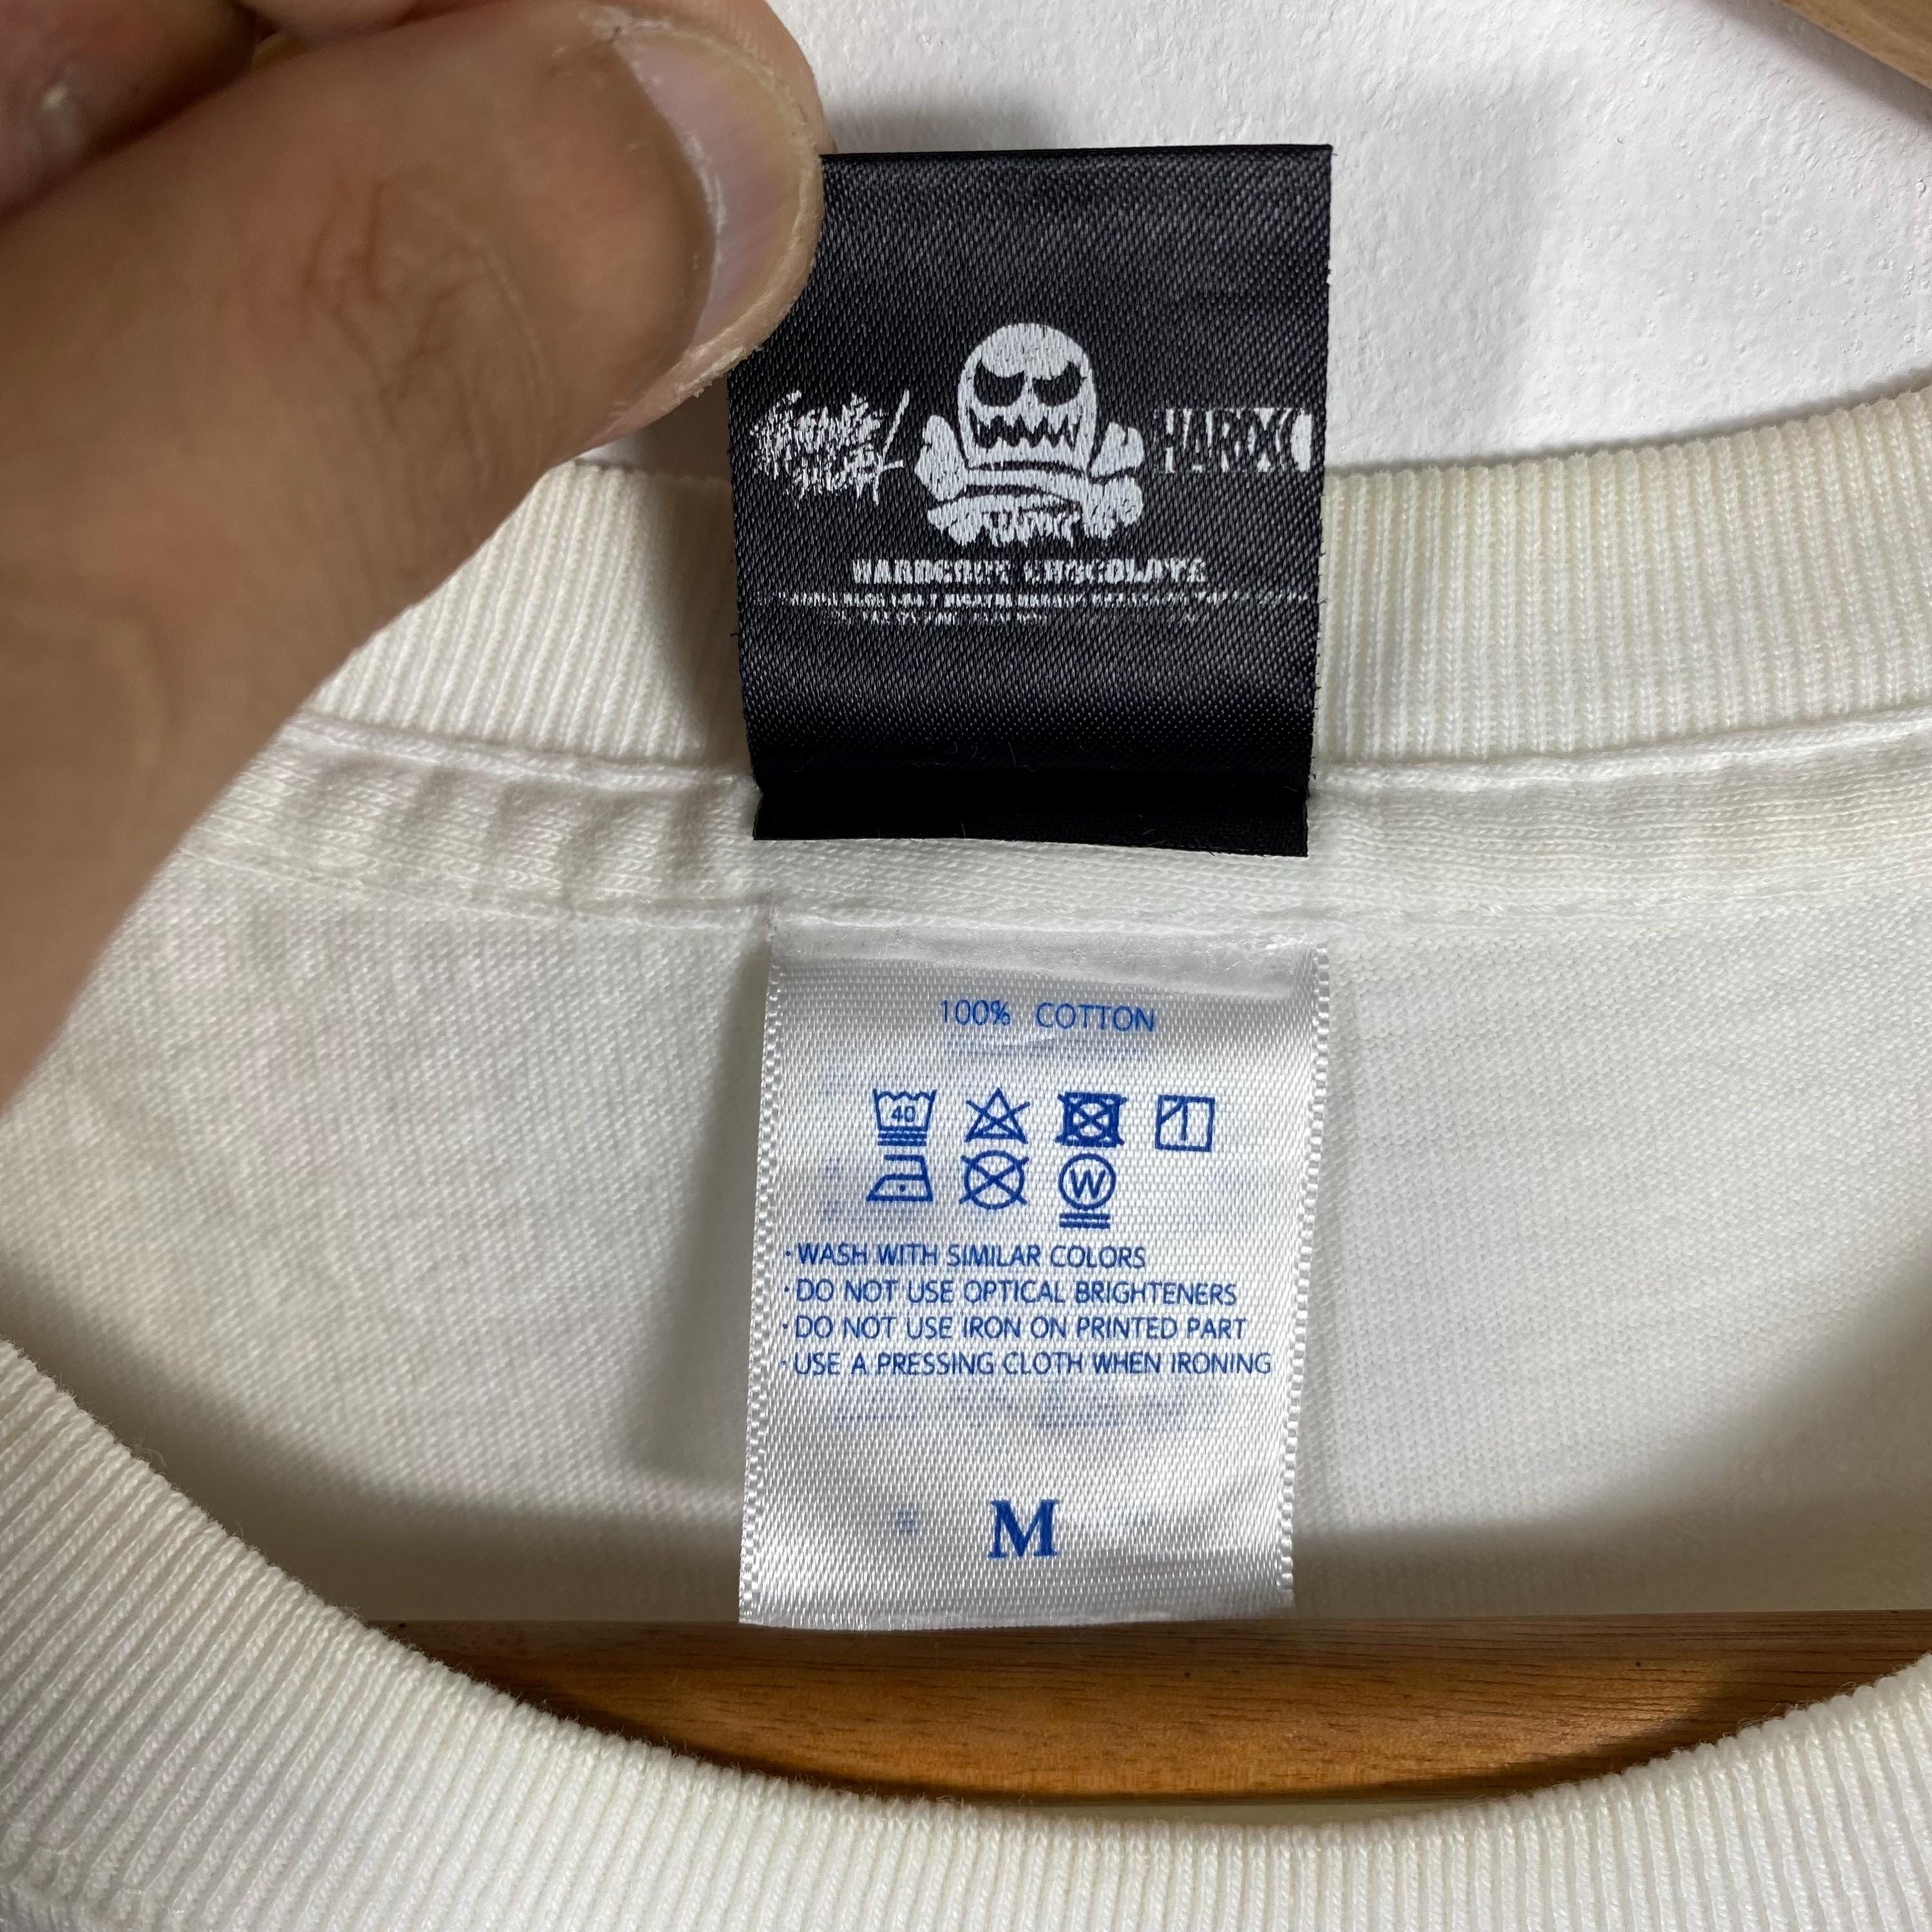 HARDCORE CHOCOLATE
100% COTTON
40
W
·WASH WITH SIMILAR COLORS
·DO NOT USE OPTICAL BRIGHTENERS
·DO NOT USE IRON ON PRINTED PART
·USE A PRESSING CLOTH WHEN IRONING
M